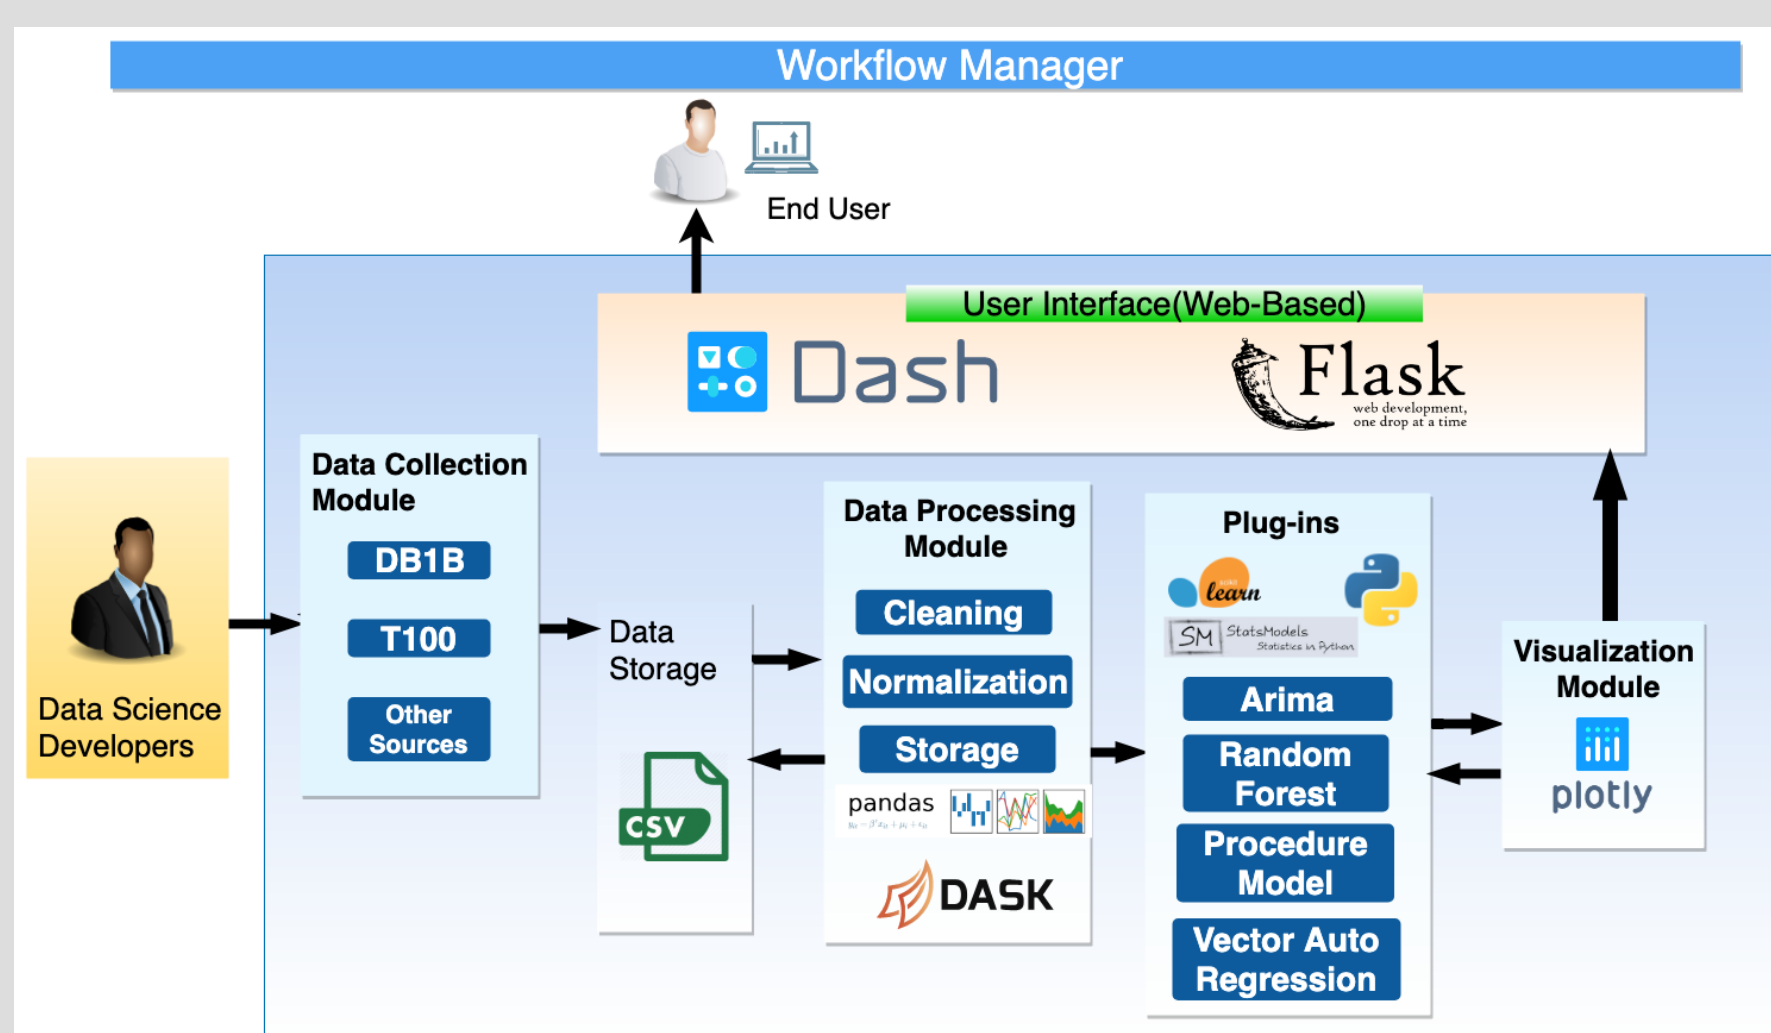 Workflow Manager
End User
User Interface(Web-Based)
Dash
Flask
web development,
one drop at a time
Data Science
Developers
Data Collection
Module
DB1B
T100
Other
Sources
Data
Storage
CSV
Data Processing
Module
Cleaning
Normalization
Storage
pandas
DASK
Plug-ins
learn
SM
StatsModels
Statistics in Python
Arima
Random
Forest
Procedure
Model
Vector Auto
Regression
Visualization
Module
plotly